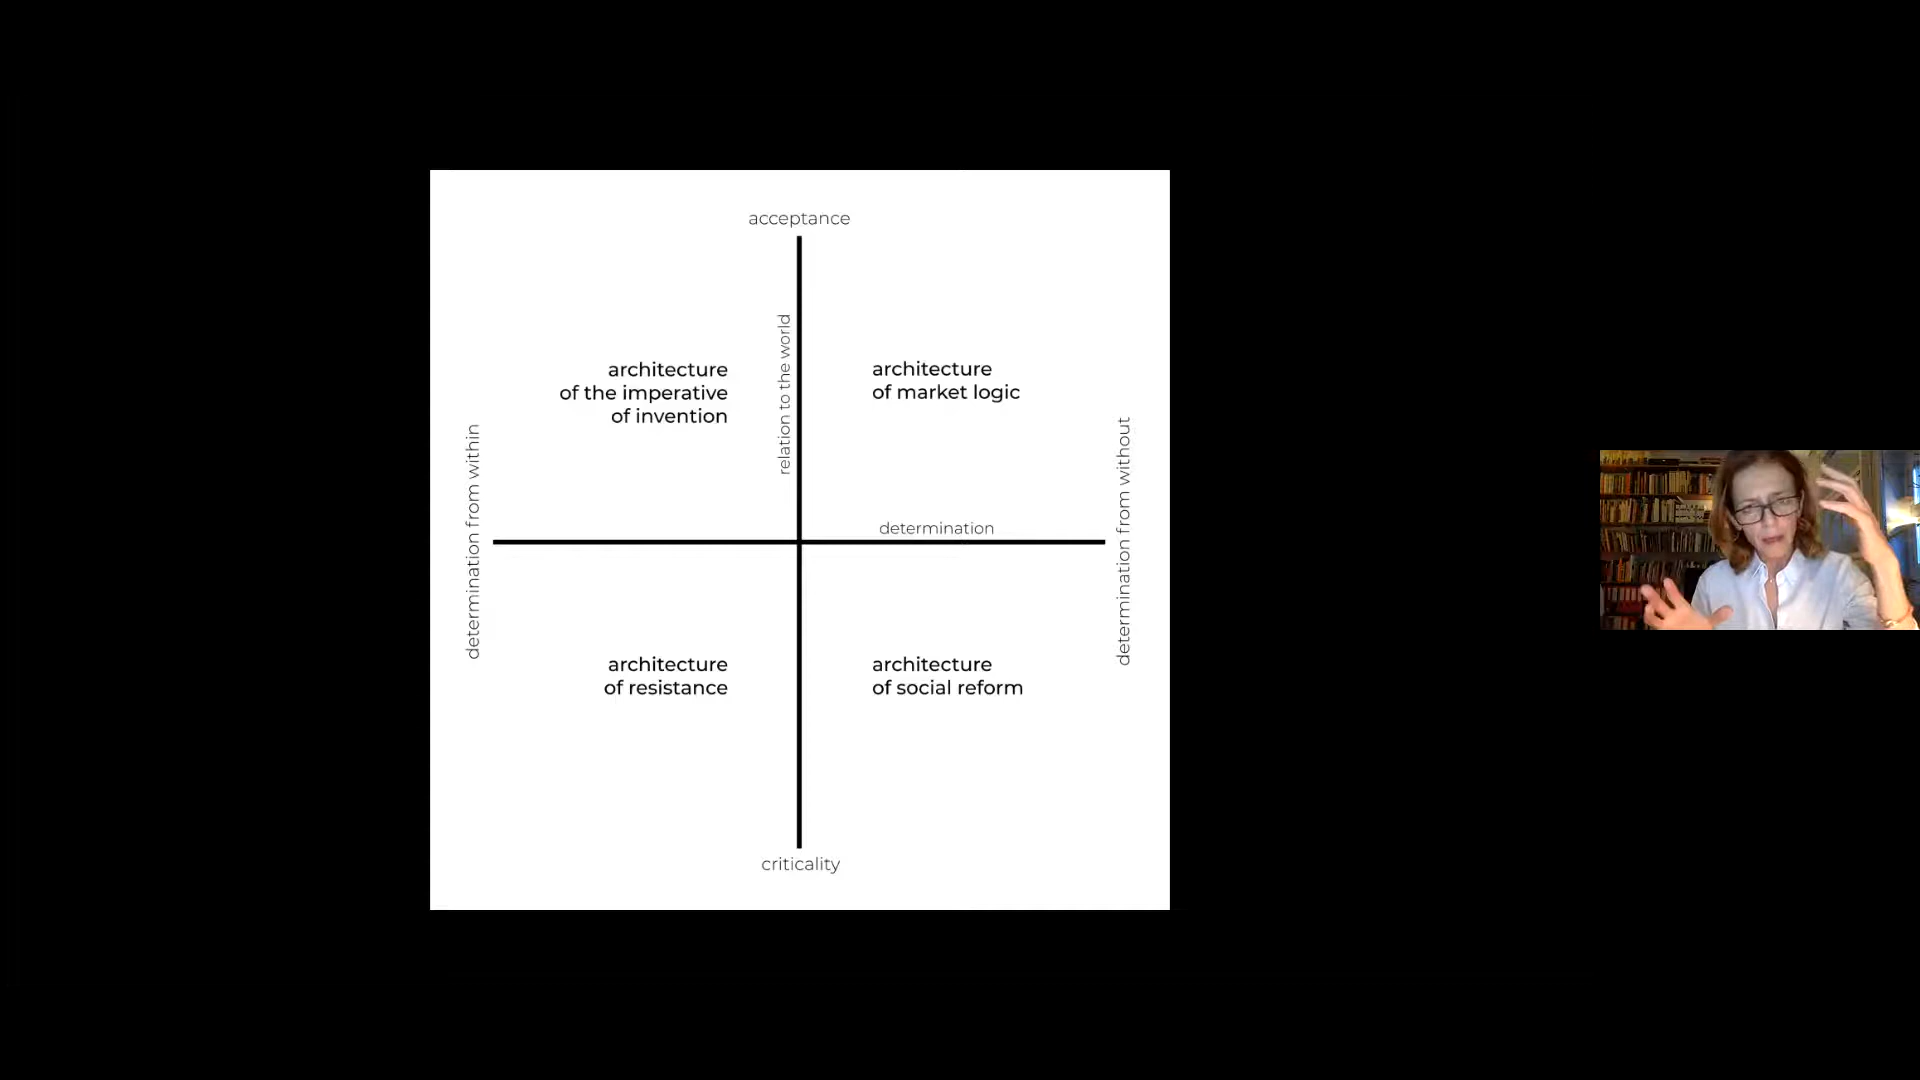 acceptance
relation to the world
architecture
of the imperative
of invention
architecture
of market logic
determination from within
determination
determination from without
architecture
of resistance
architecture
of social reform
criticality